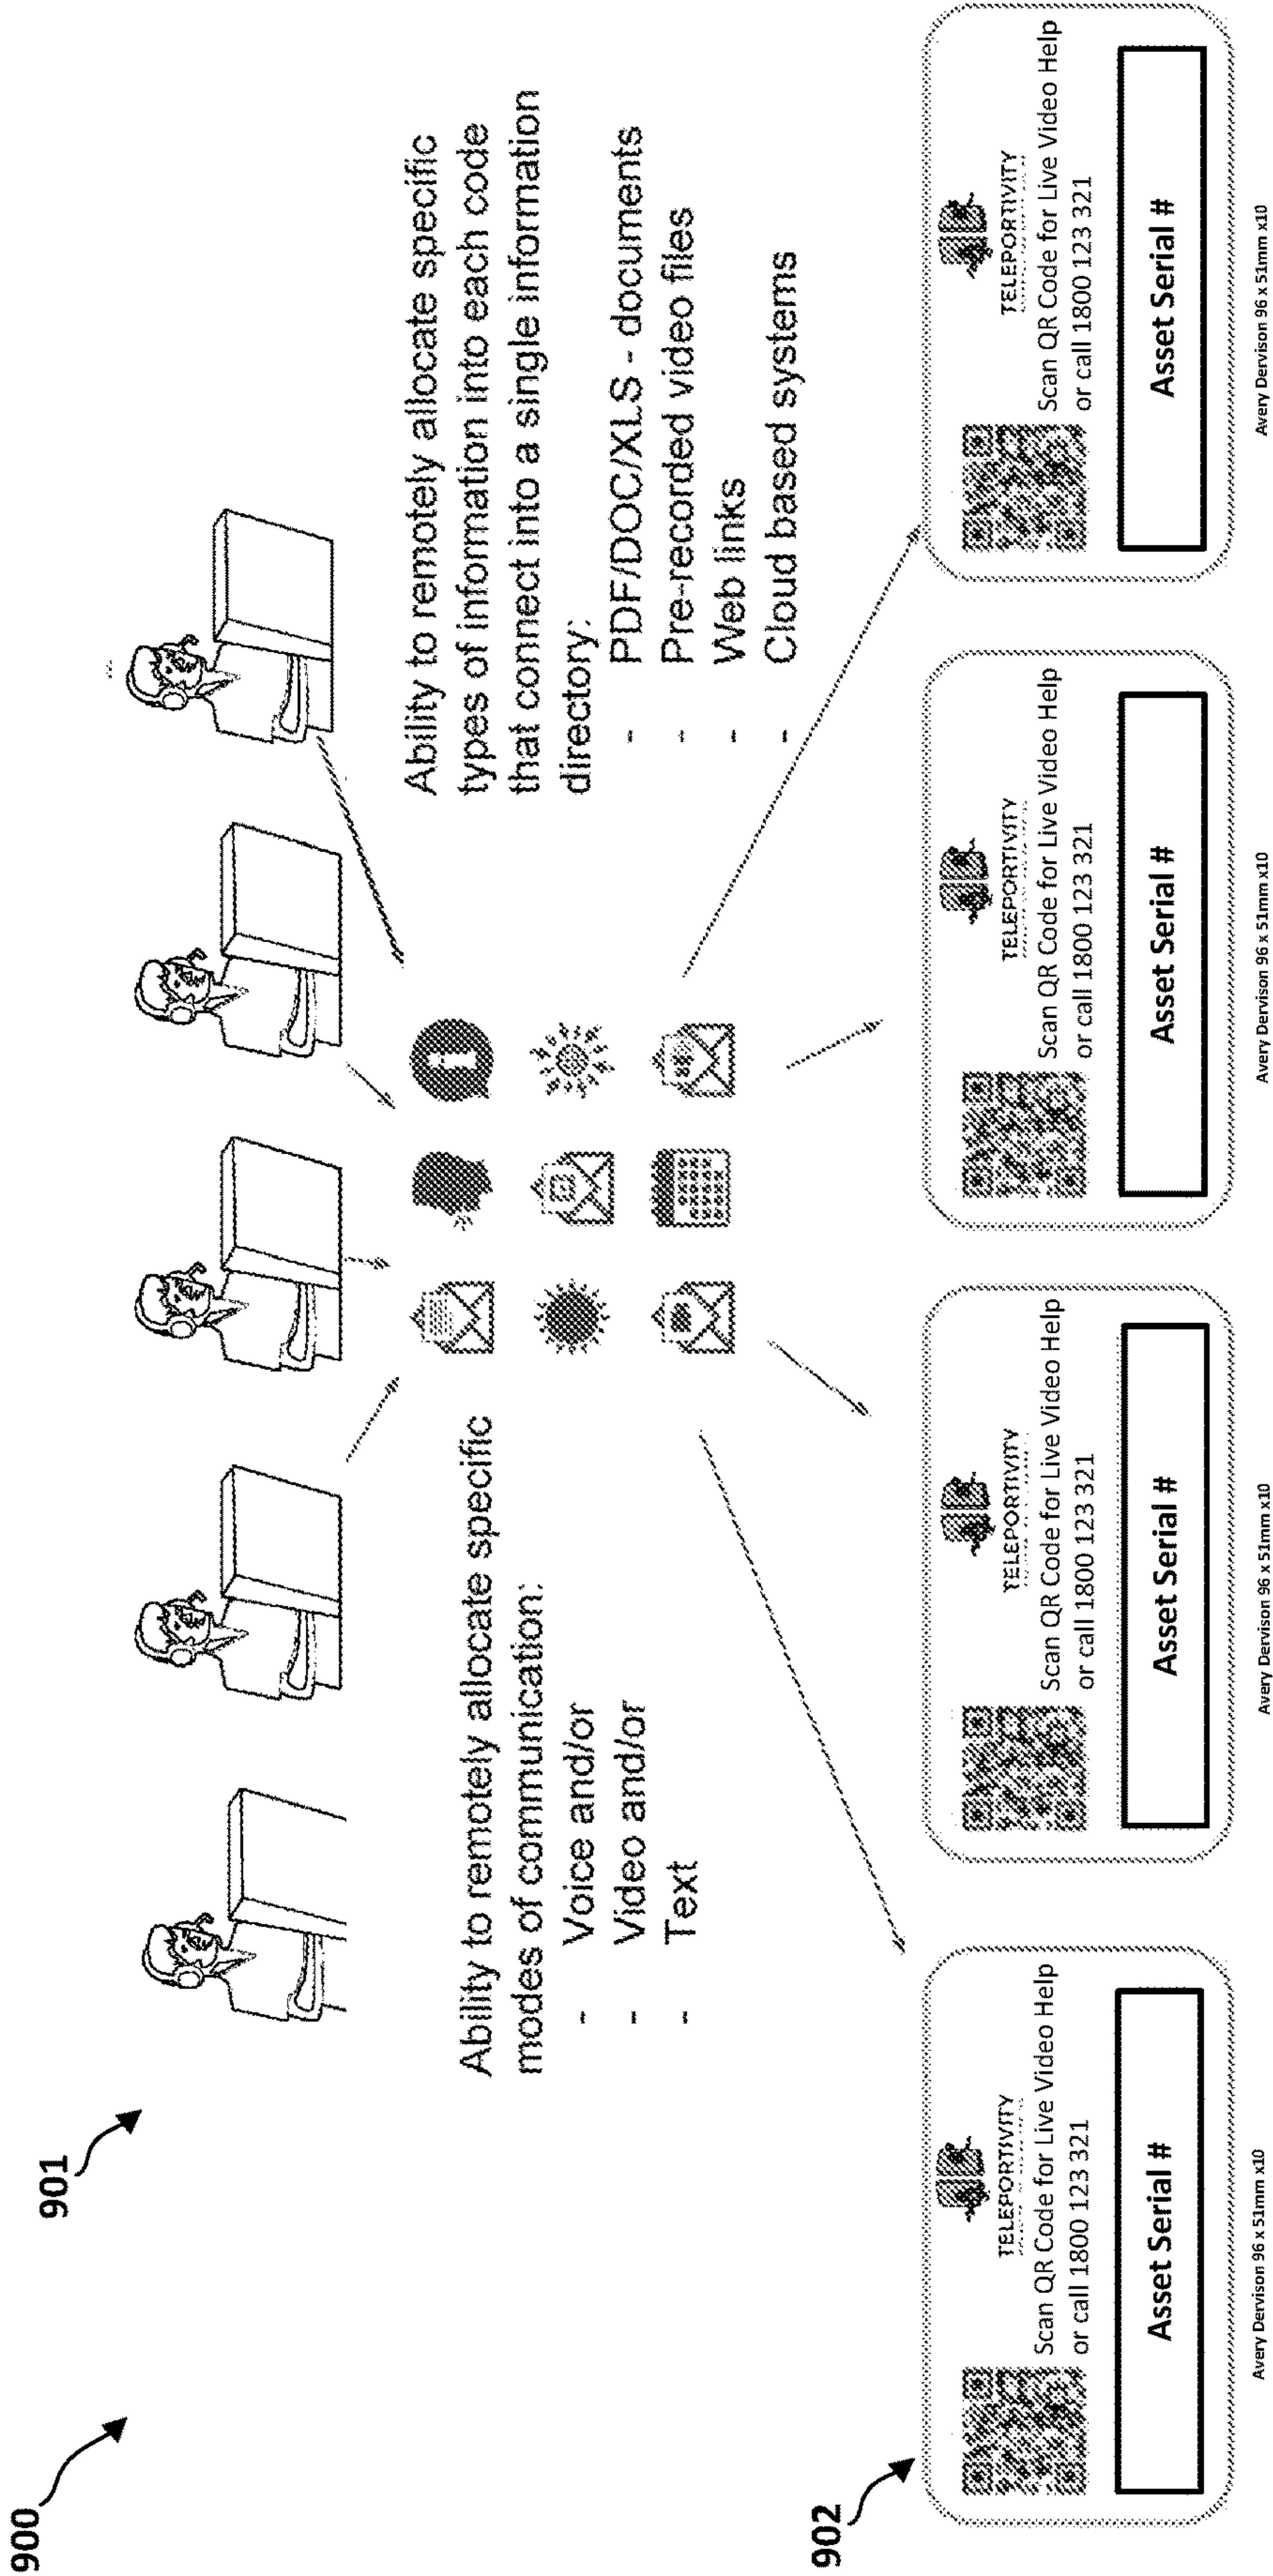 900
901
Ability to remotely allocate specific
modes of communication:
- Voice and/or
- Video and/or
- Text
Ability to remotely allocate specific
types of information into each code
that connect into a single information
directory:
- PDF/DOC/XLS - documents
- Pre-recorded video files
- Web links
- Cloud based systems
902
TELEPORTIVITY
Scan QR Code for Live Video Help
or call 1800 123 321
Asset Serial #
Avery Dervison 96 x 51mm x10
TELEPORTIVITY
Scan QR Code for Live Video Help
or call 1800 123 321
Asset Serial #
Avery Dervison 96 x 51mm x10
TELEPORTIVITY
Scan QR Code for Live Video Help
or call 1800 123 321
Asset Serial #
Avery Dervison 96 x 51mm x10
TELEPORTIVITY
Scan QR Code for Live Video Help
or call 1800 123 321
Asset Serial #
Avery Dervison 96 x 51mm x10